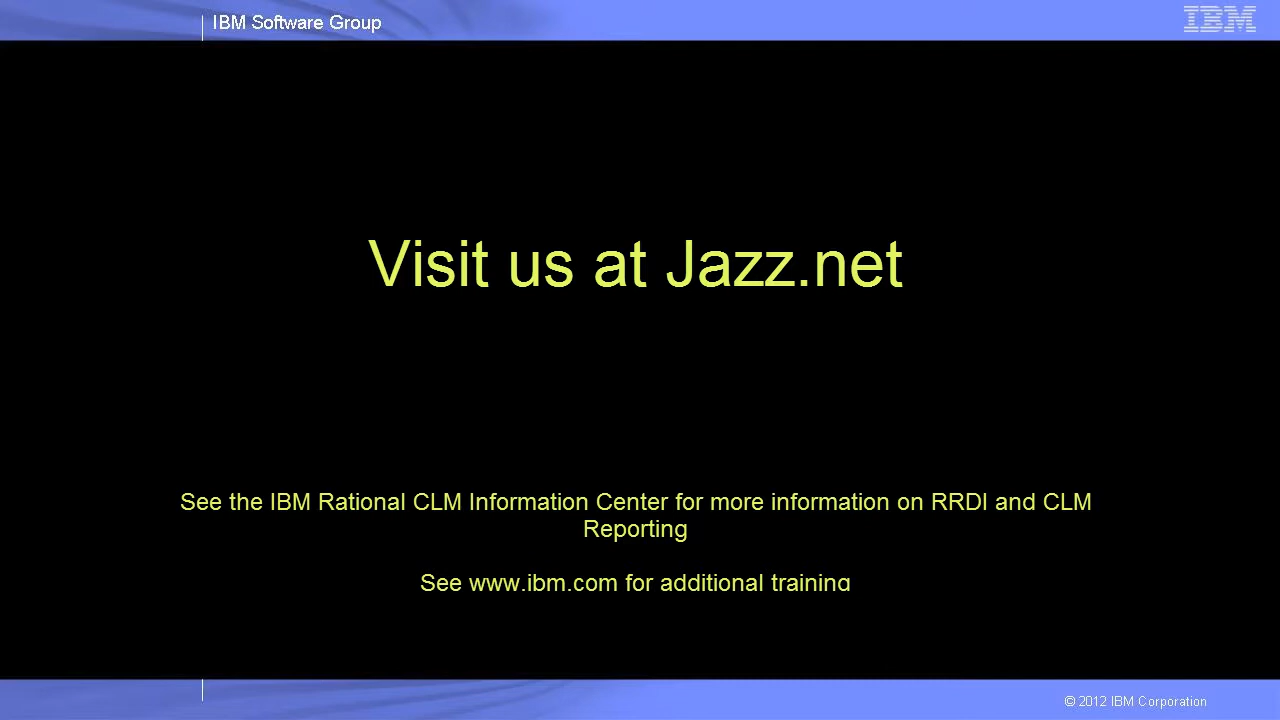 IBM Software Group
IBM
Visit us at Jazz.net
See the IBM Rational CLM Information Center for more information on RRDI and CLM
Reporting
See www.ibm.com for additional training
© 2012 IBM Corporation